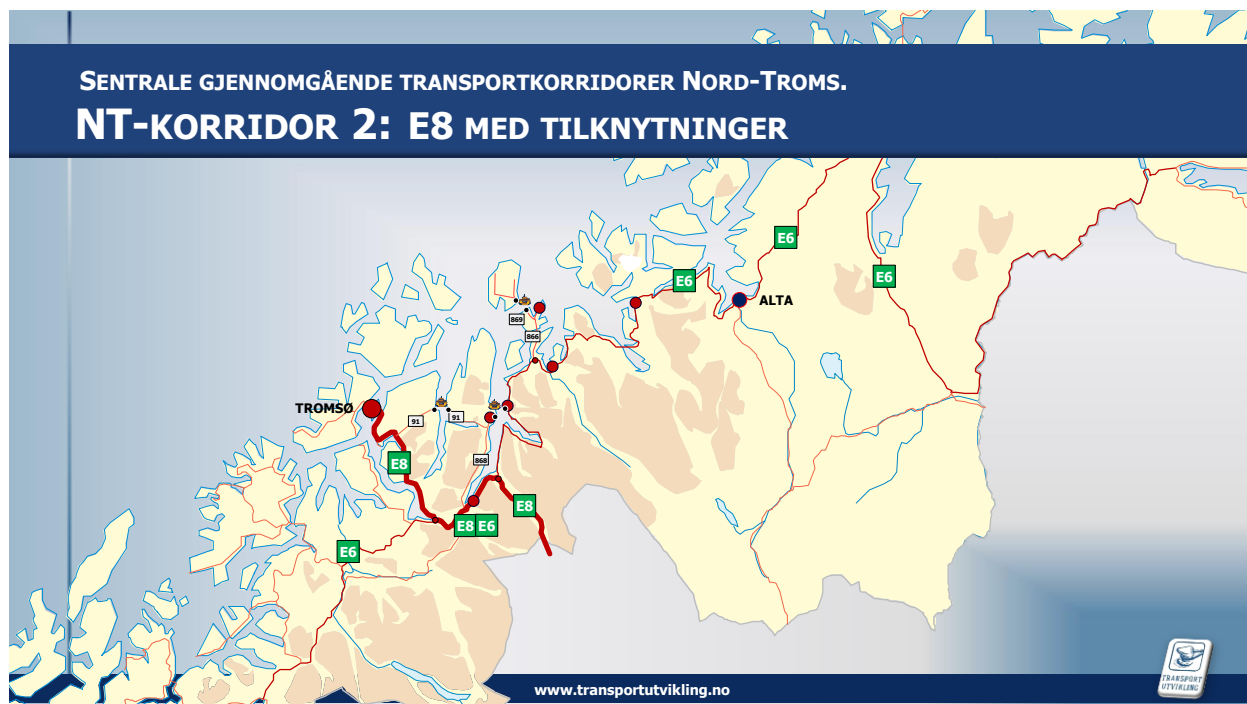 SENTRALE GJENNOMGÅENDE TRANSPORTKORRIDORER NORD-TROMS.
NT-KORRIDOR 2: E8 MED TILKNYTNINGER
E6
E6
E6
ALTA
869
866
TROMSØ
91
91
868
E8
E8
E8 E6
E6
TRANSPORT
UTVIKLING
www.transportutvikling.no